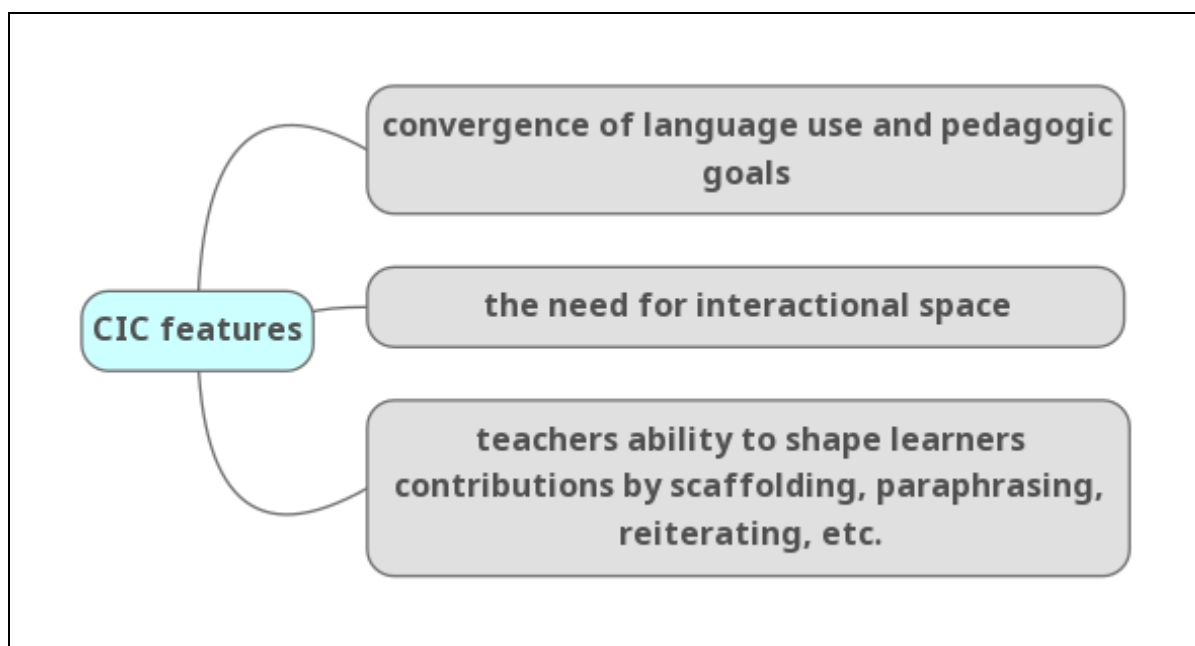 convergence of language use and pedagogic
goals
the need for interactional space
CIC features
teachers ability to shape learners
contributions by scaffolding, paraphrasing,
reiterating, etc.